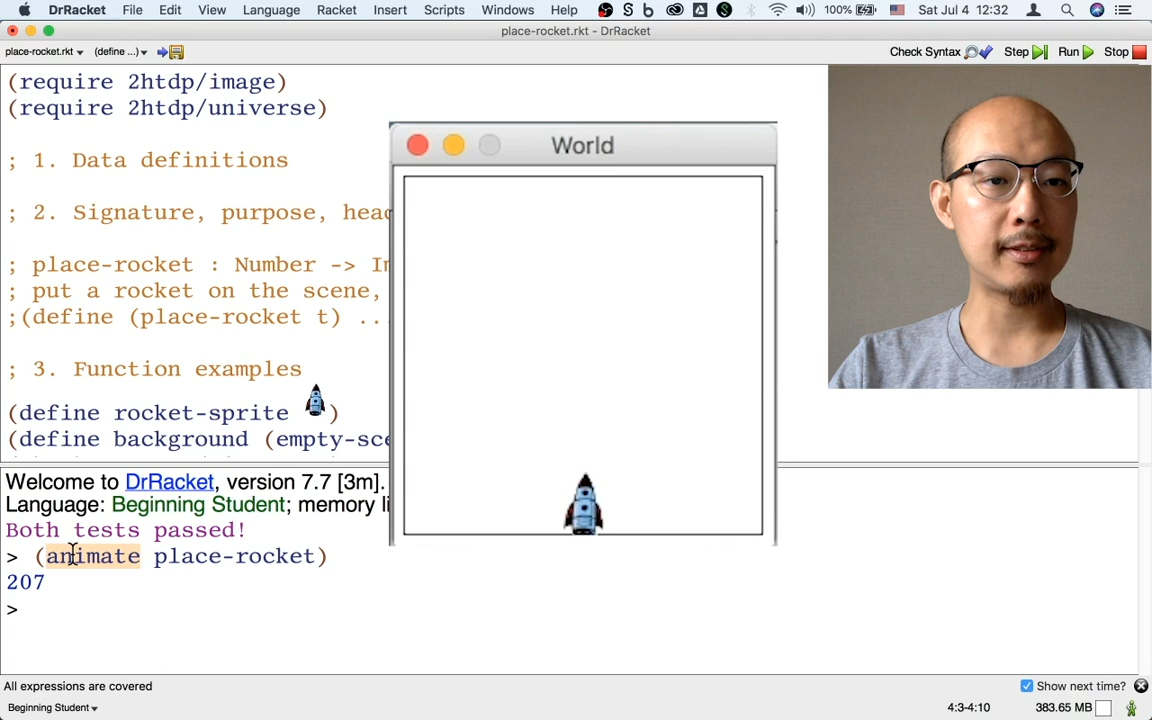 DrRacket File Edit View Language Racket Insert Scripts Windows Help 100% Sat Jul 4 12:32
place-rocket.rkt - DrRacket
place-rocket.rkt (define ...) Check Syntax Step Run Stop
(require 2htdp/image)
(require 2htdp/universe)
; 1. Data definitions
; 2. Signature, purpose, head
; place-rocket : Number -> Im
; put a rocket on the scene,
;(define (place-rocket t) ..
; 3. Function examples
(define rocket-sprite )
(define background (empty-sce
World
Welcome to DrRacket, version 7.7 [3m].
Language: Beginning Student; memory li
Both tests passed!
> (animate place-rocket)
207
>
All expressions are covered Show next time?
Beginning Student 4:3-4:10 383.65 MB